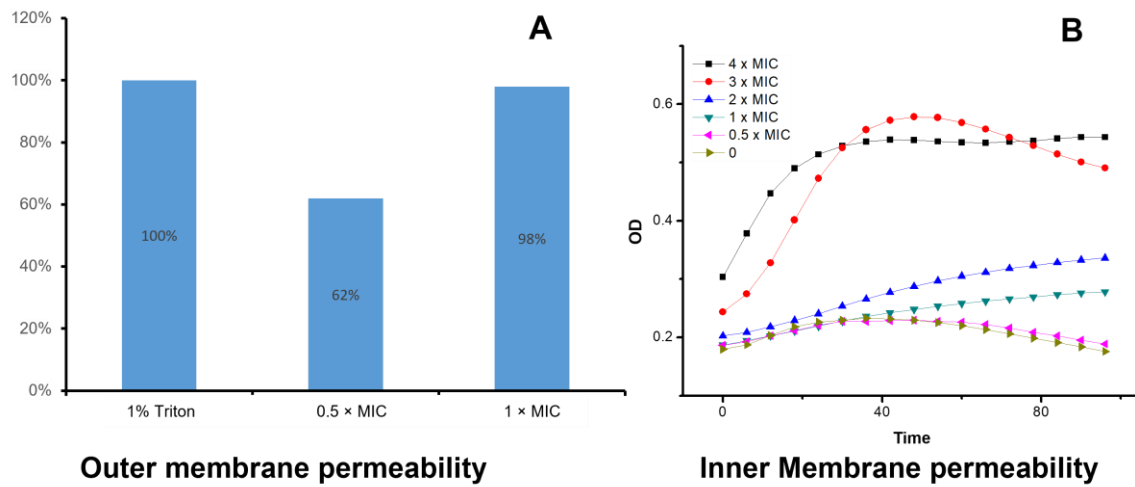 A
120%
100%
80%
60%
40%
20%
0%
100%
62%
98%
1% Triton
0.5 × MIC
1 × MIC
Outer membrane permeability
B
4 x MIC
3 x MIC
2 x MIC
1 x MIC
0.5 x MIC
0
0.6
0.4
0.2
OD
0
40
80
Time
Inner Membrane permeability